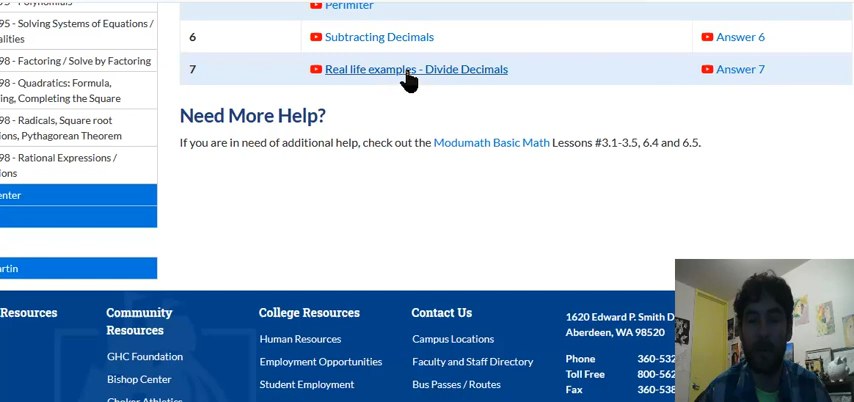 95 - Solving Systems of Equations /
alities
98 - Factoring / Solve by Factoring
98 - Quadratics: Formula,
ing, Completing the Square
98 - Radicals, Square root
ions, Pythagorean Theorem
98 - Rational Expressions /
ions
enter
artin
Perimiter
6 Subtracting Decimals Answer 6
7 Real life examples - Divide Decimals Answer 7
Need More Help?
If you are in need of additional help, check out the Modumath Basic Math Lessons #3.1-3.5, 6.4 and 6.5.
Resources
Community
Resources
GHC Foundation
Bishop Center
Choker Athletics
College Resources
Human Resources
Employment Opportunities
Student Employment
Contact Us
Campus Locations
Faculty and Staff Directory
Bus Passes / Routes
1620 Edward P. Smith D
Aberdeen, WA 98520
Phone 360-532
Toll Free 800-562
Fax 360-538